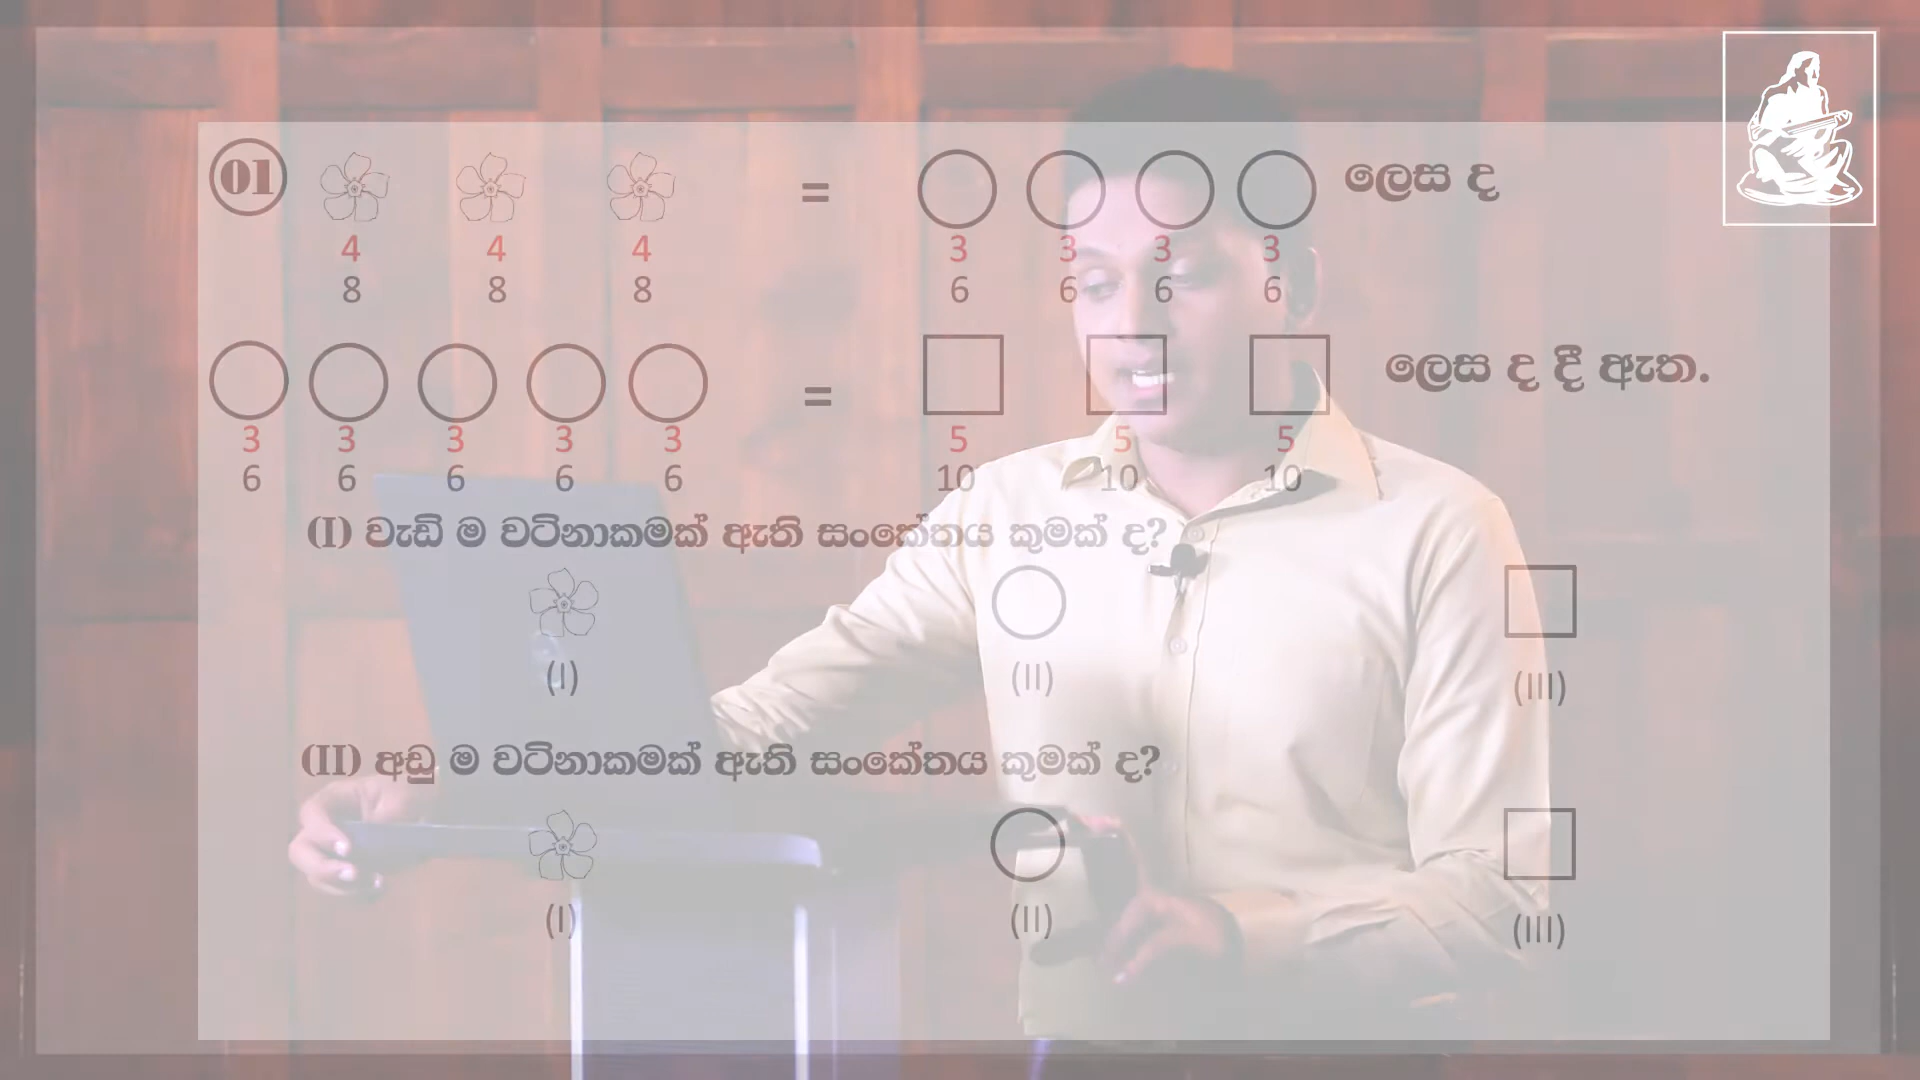 01 = ලෙස ද
4 4 4 3 3 3 3
8 8 8 6 6 6 6
= ලෙස ද දී ඇත.
3 3 3 3 3 5 5 5
6 6 6 6 6 10 10 10
(I) වැඩි ම වටිනාකමක් ඇති සංකේතය කුමක් ද?
(I) (II) (III)
(II) අඩු ම වටිනාකමක් ඇති සංකේතය කුමක් ද?
(I) (II) (III)